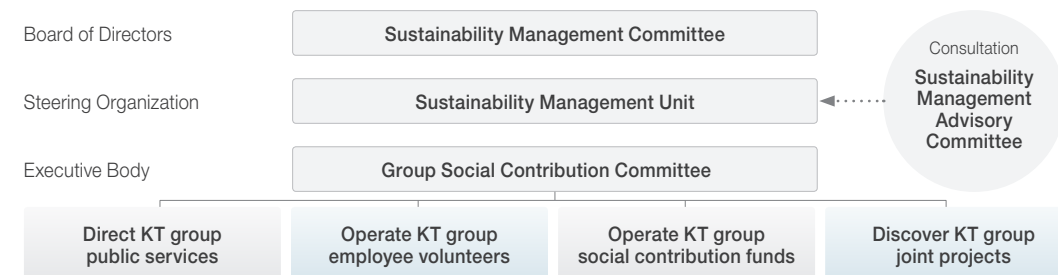 Board of Directors
Sustainability Management Committee
Consultation
Sustainability
Management
Advisory
Committee
Steering Organization
Sustainability Management Unit
Executive Body
Group Social Contribution Committee
Direct KT group
public services
Operate KT group
employee volunteers
Operate KT group
social contribution funds
Discover KT group
joint projects